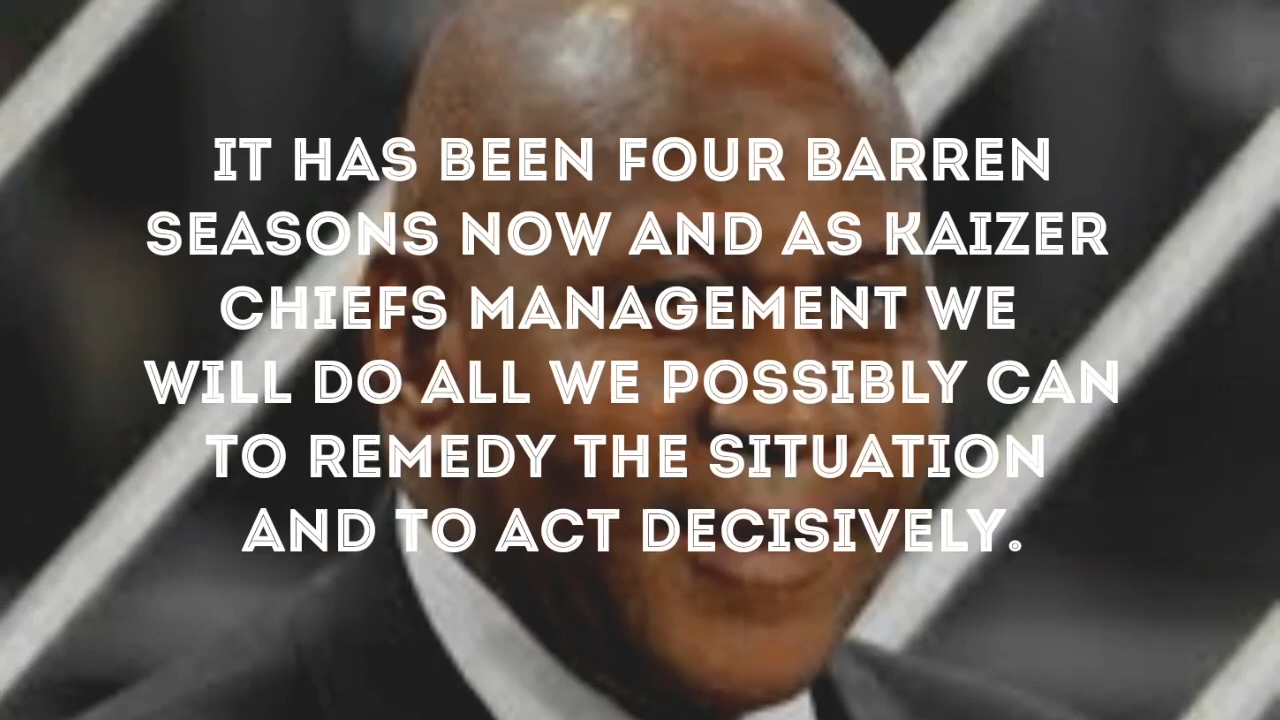 IT HAS BEEN FOUR BARREN
SEASONS NOW AND AS KAIZER
CHIEFS MANAGEMENT WE
WILL DO ALL WE POSSIBLY CAN
TO REMEDY THE SITUATION
AND TO ACT DECISIVELY.